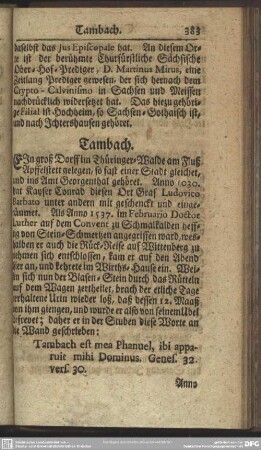 Tambach. 383
daselbst das Jus Episcopale hat. An diesem Or-
te ist der berühmte Churfürstliche Sächsische
Ober-Hof-Prediger, D. Martinus Mirus, eine
Zeitlang Prediger gewesen, der sich hernach dem
Crypto-Calvinismo in Sachsen und Meissen
nachdrücklich widersetzet hat. Das hiezu gehöri-
ge Filial ist Hochheim, so Sachsen-Gothaisch ist,
und nach Ichtershausen gehöret.
Tambach.
EIn groß Dorff im Thüringer-Walde am Fluß
Apfelstett gelegen, so fast einer Stadt gleichet,
und ins Amt Georgenthal gehöret. Anno 1030.
hat Kayser Conrad diesen Ort Graf Ludovico
Barbato unter andern mit geschenckt und einge-
räumet. Als Anno 1537. im Februario Doctor
Luther auf dem Convent zu Schmalkalden hef-
tig von Stein-Schmertzen angegriffen ward, wes-
halben er auch die Rück-Reise auf Wittenberg zu
nehmen sich entschlossen, kam er auf den Abend
hier an, und kehrete im Wirths-Hause ein. Wei-
len sich nun der Blasen-Stein durch das Rütteln
auf dem Wagen zertheilet, brach der etliche Tage
verhaltene Urin wieder loß, daß dessen 12. Maaß
von ihm giengen, und wurde er also von seinem Ubel
befreyet; daher er in der Stuben diese Worte an
die Wand geschrieben:
Tambach est mea Phanuel, ibi appa-
ruit mihi Dominus. Genes. 32.
vers. 30.
Anno